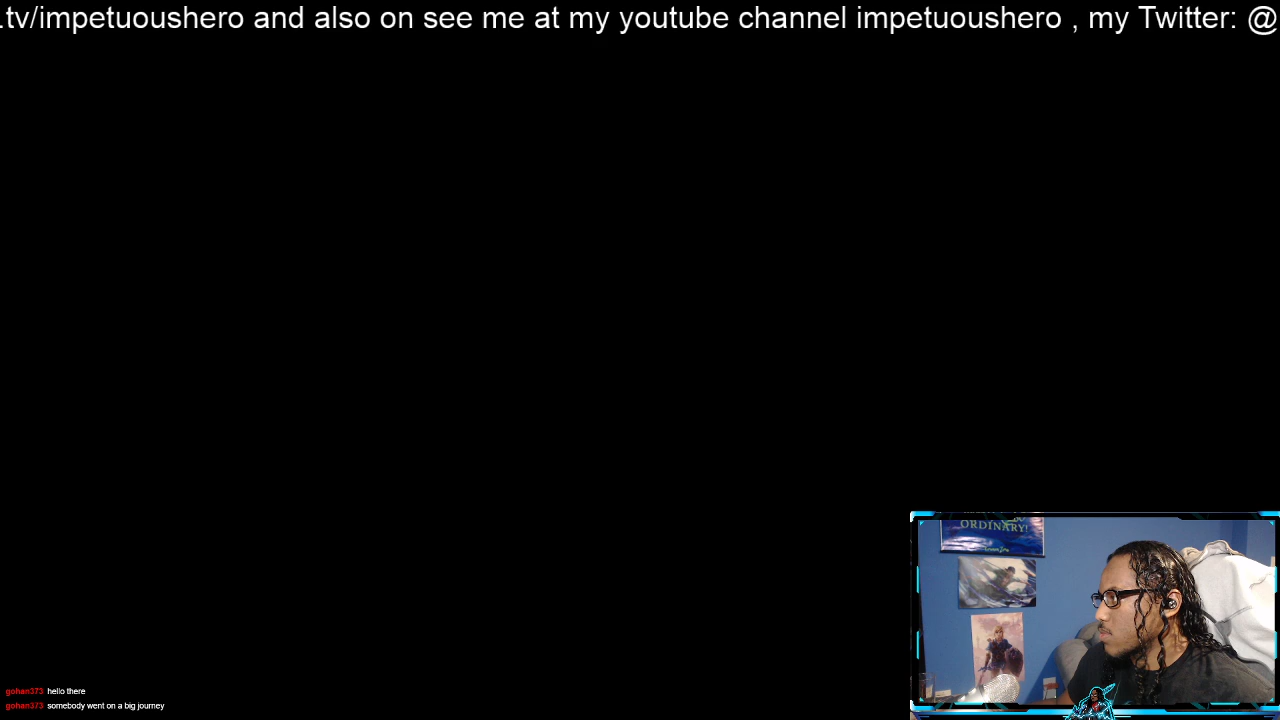 .tv/impetuoushero and also on see me at my youtube channel impetuoushero , my Twitter: @
ORDINARY!
gohan373 hello there
gohan373 somebody went on a big journey